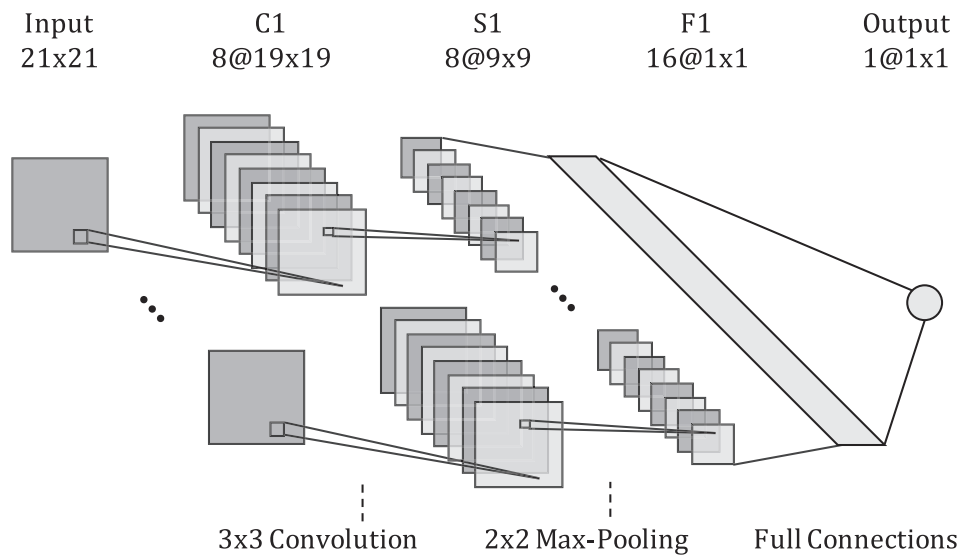 Input C1 S1 F1 Output
21x21 8@19x19 8@9x9 16@1x1 1@1x1
3x3 Convolution 2x2 Max-Pooling Full Connections